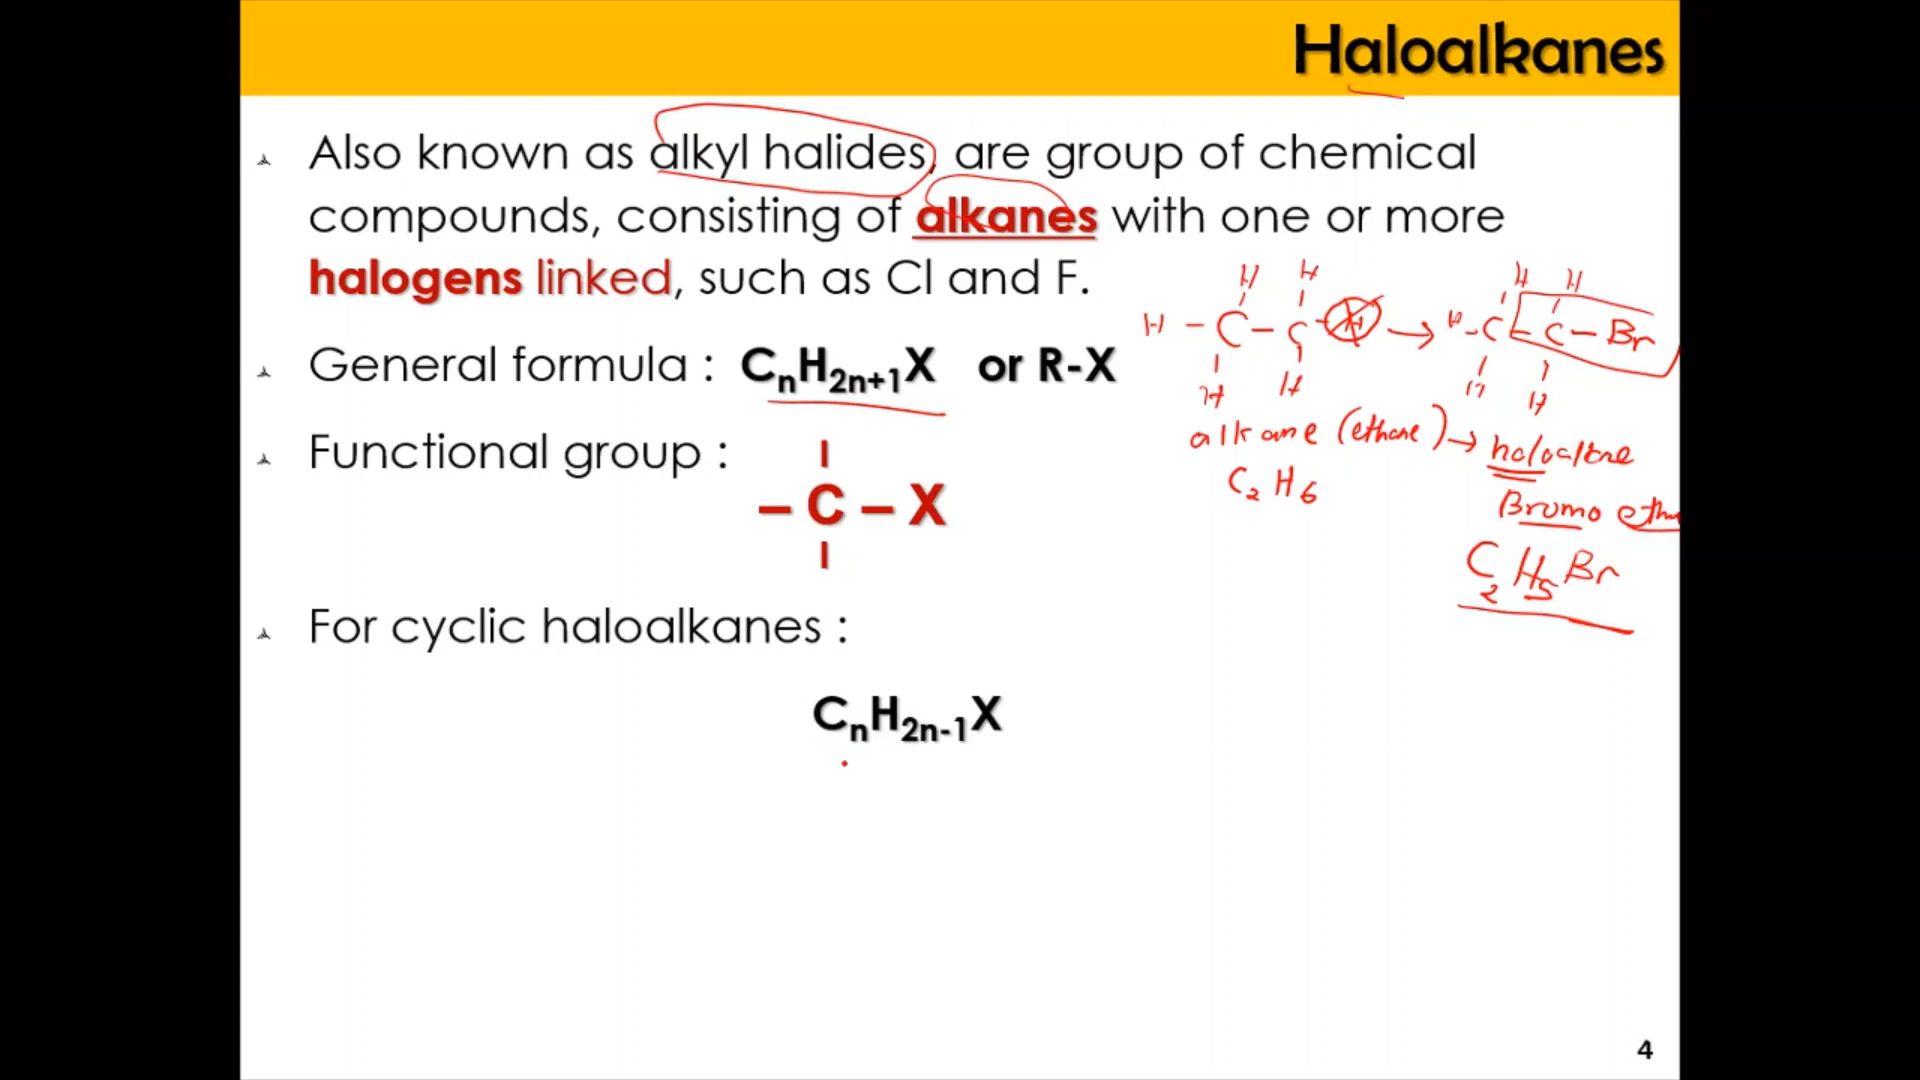 Haloalkanes
Also known as alkyl halides, are group of chemical
compounds, consisting of alkanes with one or more
halogens linked, such as Cl and F.
General formula : CₙH₂ₙ₊₁X or R-X
Functional group :
|
– C – X
|
For cyclic haloalkanes :
CₙH₂ₙ₋₁X
H H
H – C – C – H →
H H
alkane (ethane) →
C₂H₆
H H
H – C – C – Br
H H
Bromo
C₂H₅Br
4